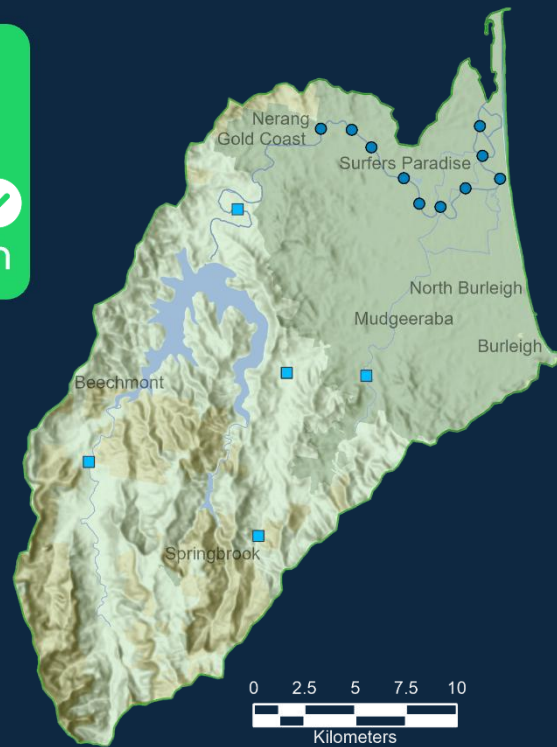 n
Nerang
Gold Coast
Surfers Paradise
North Burleigh
Mudgeeraba
Burleigh
Beechmont
Springbrook
0 2.5 5 7.5 10
Kilometers